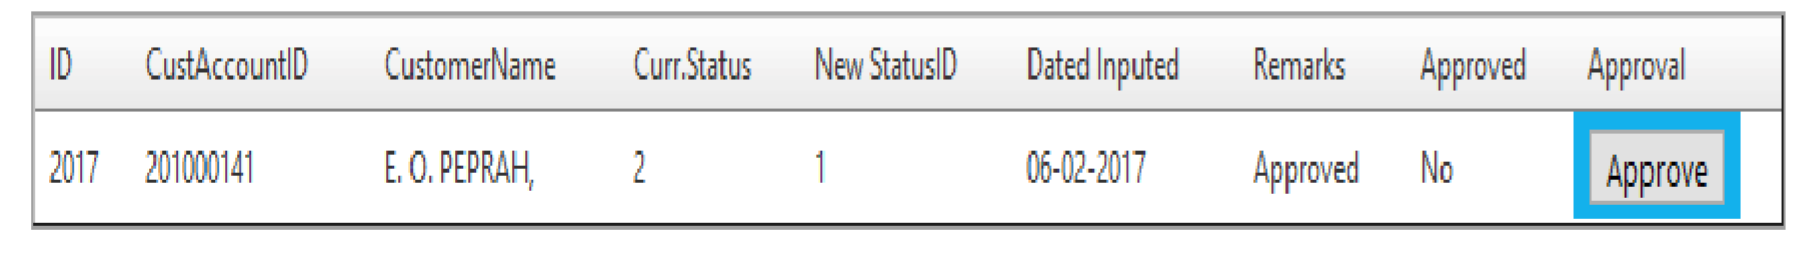 ID CustAccountID CustomerName Curr.Status New StatusID Dated Inputed Remarks Approved Approval
2017 201000141 E. O. PEPRAH, 2 1 06-02-2017 Approved No Approve